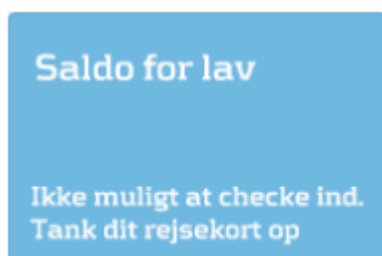 Saldo for lav
Ikke muligt at checke ind.
Tank dit rejsekort op